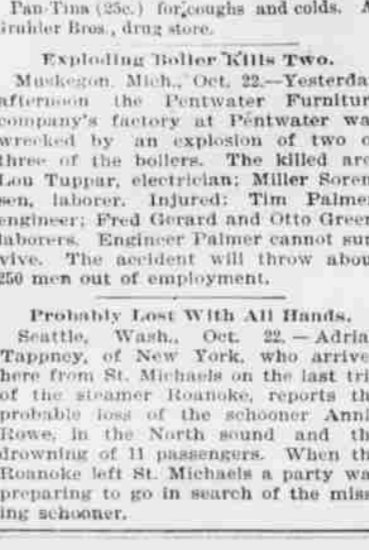 Pan-Tina (25c.) for coughs and colds. A
Gruhler Bros., drug store.
Exploding Boiler Kills Two.
Muskegon, Mich., Oct. 22.—Yesterda
afternoon the Pentwater Furnitur
company's factory at Pentwater wa
wrecked by an explosion of two o
three of the boilers. The killed are
Lou Tuppar, electrician; Miller Soren
sen, laborer. Injured: Tim Palme
engineer; Fred Gerard and Otto Green
laborers. Engineer Palmer cannot sur
vive. The accident will throw abou
250 men out of employment.
Probably Lost With All Hands.
Seattle, Wash., Oct. 22.—Adria
Tappney, of New York, who arrive
here from St. Michaels on the last tri
of the steamer Roanoke, reports th
probable loss of the schooner Anni
Rowe, in the North sound and th
drowning of 11 passengers. When th
Roanoke left St. Michaels a party wa
preparing to go in search of the miss
ing schooner.